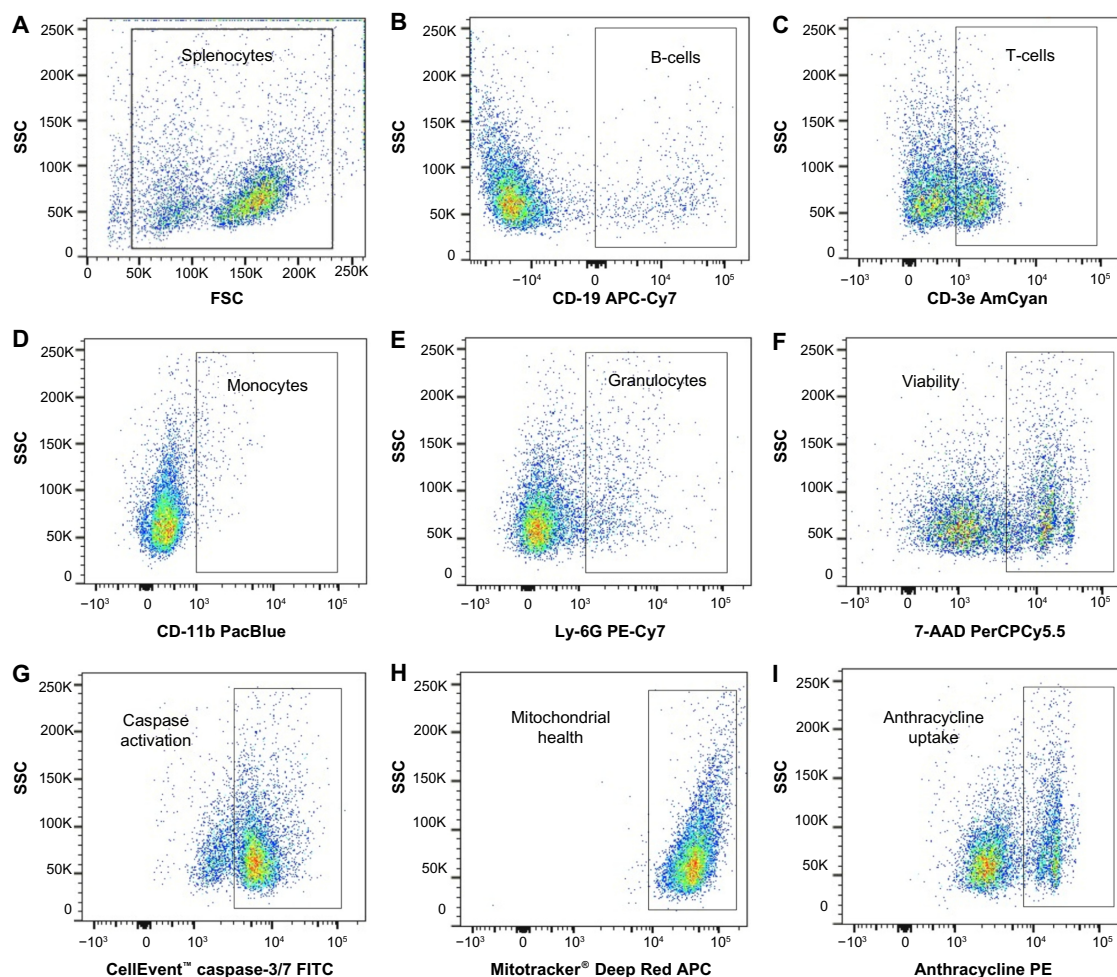 A
250K
200K
150K
100K
50K
0
SSC
Splenocytes
0
50K
100K
150K
200K
250K
FSC
B
250K
200K
150K
100K
50K
0
SSC
B-cells
−10⁴
0
10⁴
10⁵
CD-19 APC-Cy7
C
250K
200K
150K
100K
50K
0
SSC
T-cells
−10³
0
10³
10⁴
10⁵
CD-3e AmCyan
D
250K
200K
150K
100K
50K
0
SSC
Monocytes
−10³
0
10³
10⁴
10⁵
CD-11b PacBlue
E
250K
200K
150K
100K
50K
0
SSC
Granulocytes
−10³
0
10³
10⁴
10⁵
Ly-6G PE-Cy7
F
250K
200K
150K
100K
50K
0
SSC
Viability
−10³
0
10³
10⁴
10⁵
7-AAD PerCPCy5.5
G
250K
200K
150K
100K
50K
0
SSC
Caspase
activation
−10³
0
10³
10⁴
10⁵
CellEvent™ caspase-3/7 FITC
H
250K
200K
150K
100K
50K
0
SSC
Mitochondrial
health
−10³
0
10³
10⁴
10⁵
Mitotracker® Deep Red APC
I
250K
200K
150K
100K
50K
0
SSC
Anthracycline
uptake
−10³
0
10³
10⁴
10⁵
Anthracycline PE